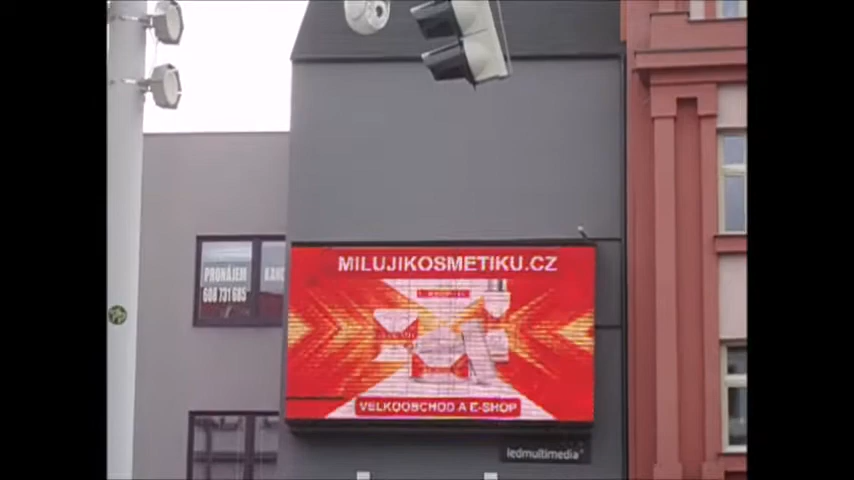 MILUJIKOSMETIKU.CZ
PRONÁJEM
608 731 685
VELKOOBCHOD A E-SHOP
ledmultimedia